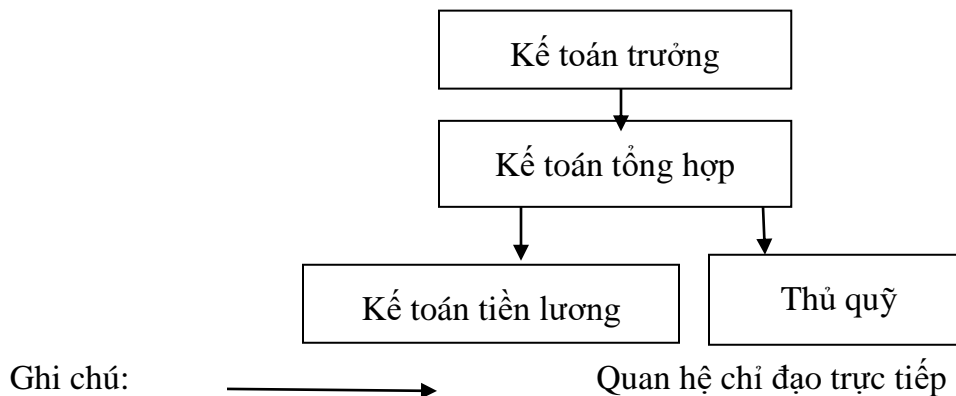 Kế toán trưởng
Kế toán tổng hợp
Kế toán tiền lương
Thủ quỹ
Ghi chú: Quan hệ chỉ đạo trực tiếp